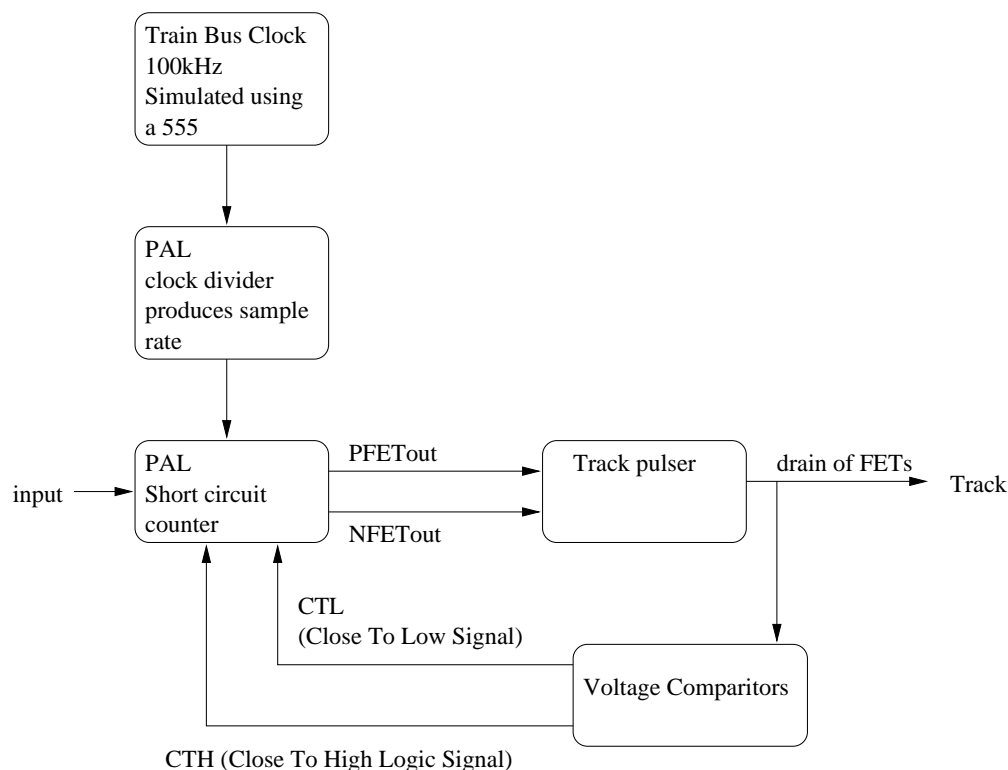 Train Bus Clock
100kHz
Simulated using
a 555
PAL
clock divider
produces sample
rate
PAL
Short circuit
counter
input
PFETout
NFETout
Track pulser
drain of FETs
Track
CTL
(Close To Low Signal)
Voltage Comparitors
CTH (Close To High Logic Signal)